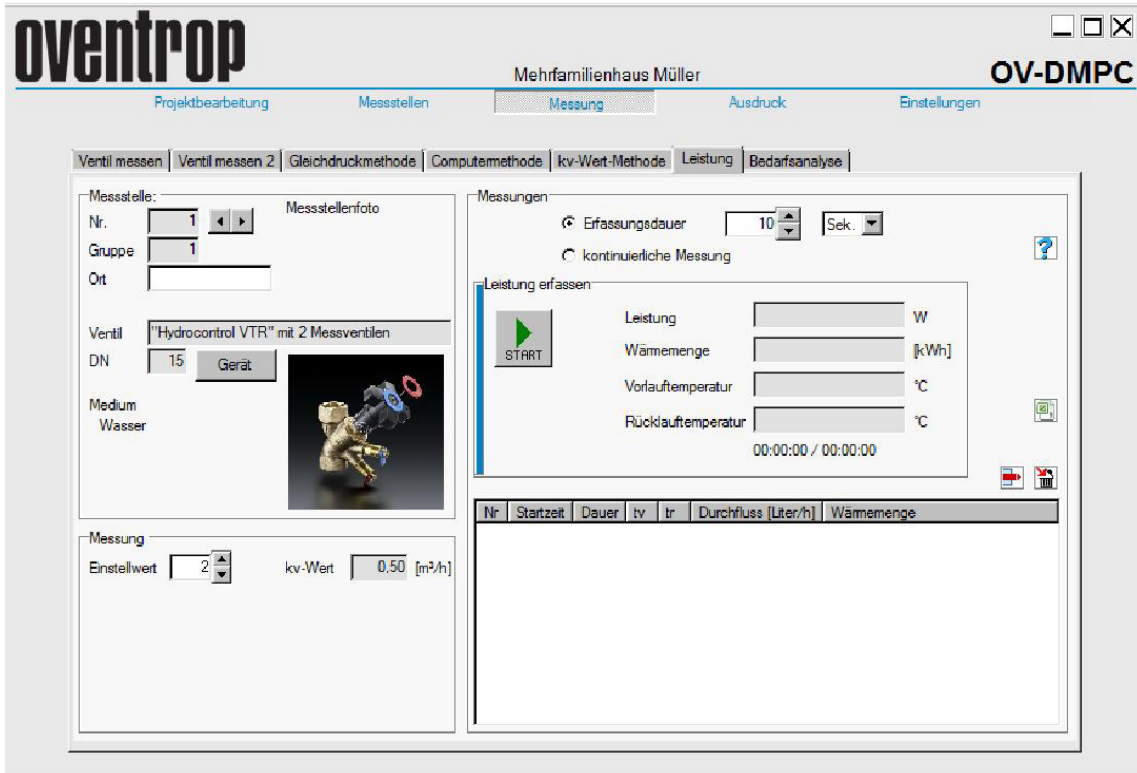 oventrop
Mehrfamilienhaus Müller
OV-DMPC
Projektbearbeitung Messstellen Messung Ausdruck Einstellungen
Ventil messen Ventil messen 2 Gleichdruckmethode Computermethode kv-Wert-Methode Leistung Bedarfsanalyse
Messstelle:
Nr. 1
Messstellenfoto
Gruppe 1
Ort
Ventil "Hydrocontrol VTR" mit 2 Messventilen
DN 15 Gerät
Medium
Wasser
Messung
Einstellwert 2 kv-Wert 0,50 [m³/h]
Messungen
Erfassungsdauer 10 Sek.
kontinuierliche Messung
Leistung erfassen
START
Leistung W
Wärmemenge [kWh]
Vorlauftemperatur °C
Rücklauftemperatur °C
00:00:00 / 00:00:00
Nr Startzeit Dauer tv tr Durchfluss [Liter/h] Wärmemenge